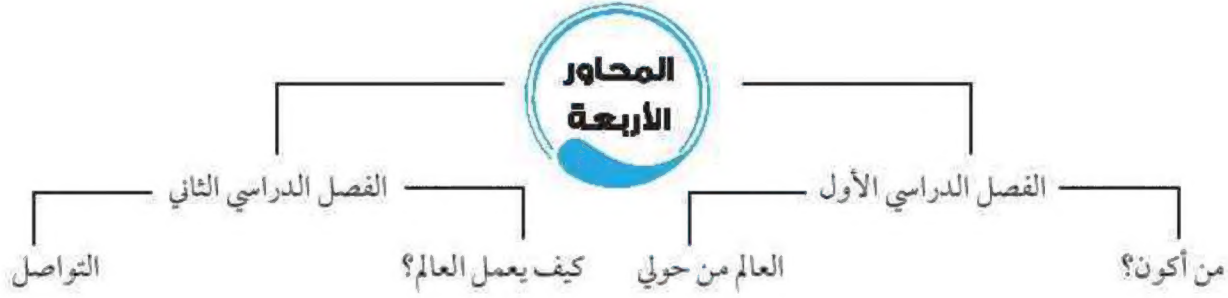 المحاور
الأربعة
الفصل الدراسي الأول
الفصل الدراسي الثاني
من أكون؟
العالم من حولي
كيف يعمل العالم؟
التواصل